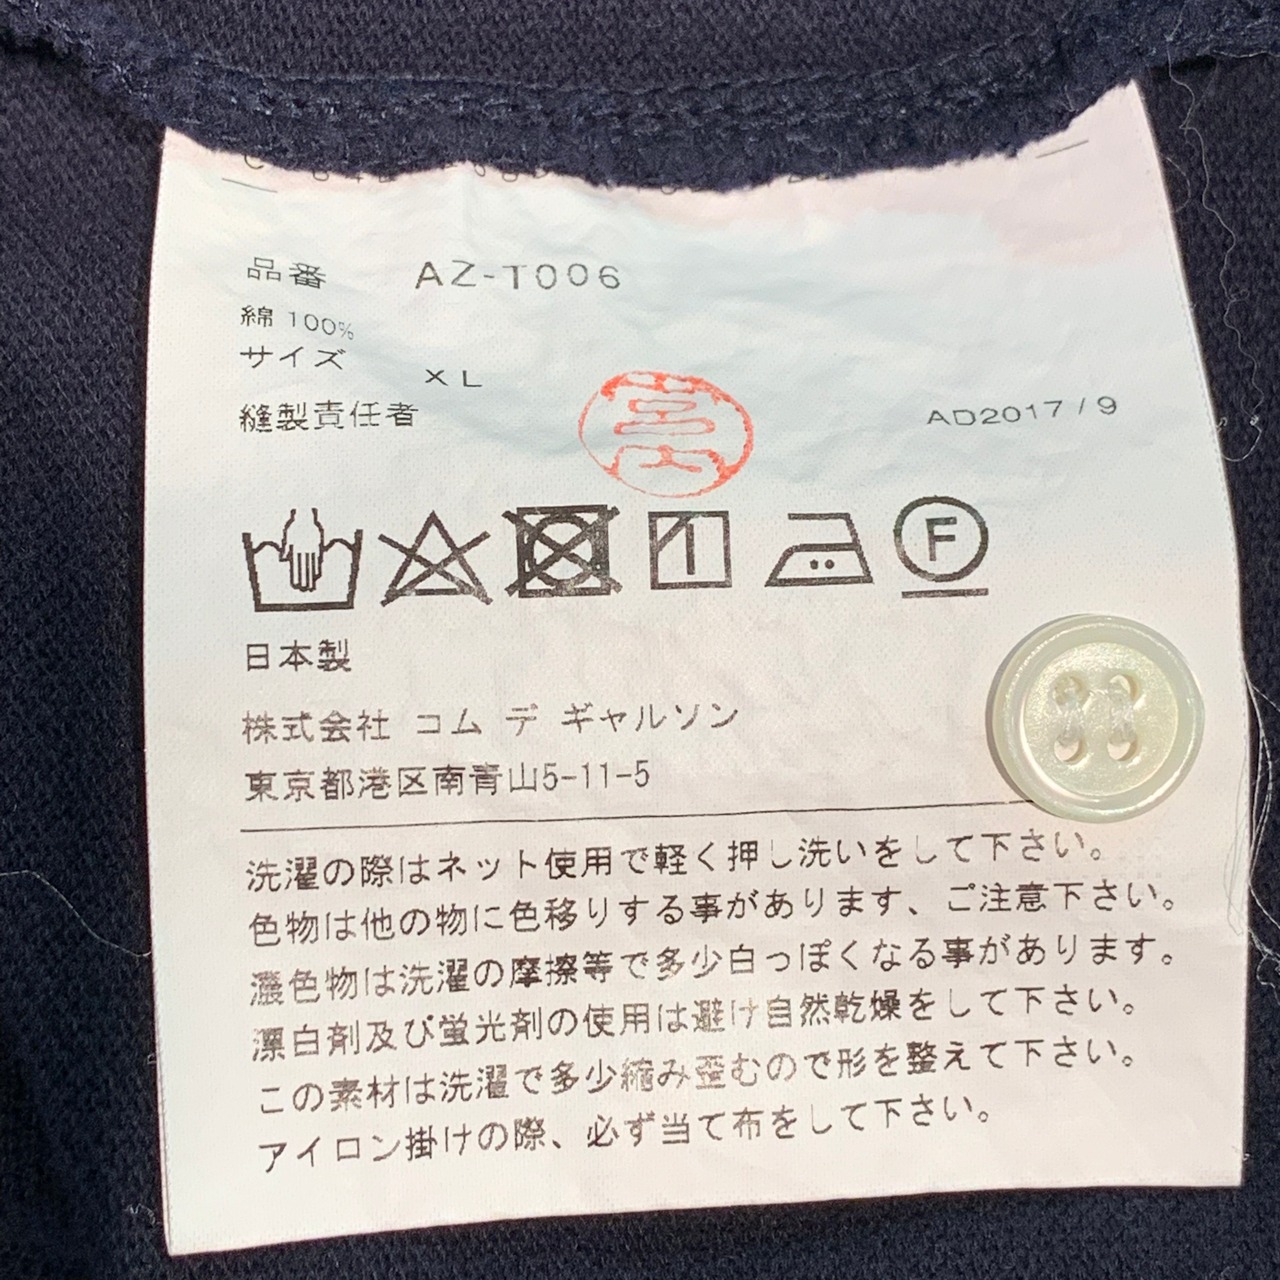 品番 AZ-T006
綿 100%
サイズ XL
縫製責任者
AD2017/9
F
日本製
株式会社 コム デ ギャルソン
東京都港区南青山5-11-5
洗濯の際はネット使用で軽く押し洗いをして下さい。
色物は他の物に色移りする事があります、ご注意下さい。
濃色物は洗濯の摩擦等で多少白っぽくなる事があります。
漂白剤及び蛍光剤の使用は避け自然乾燥をして下さい。
この素材は洗濯で多少縮み歪むので形を整えて下さい。
アイロン掛けの際、必ず当て布をして下さい。